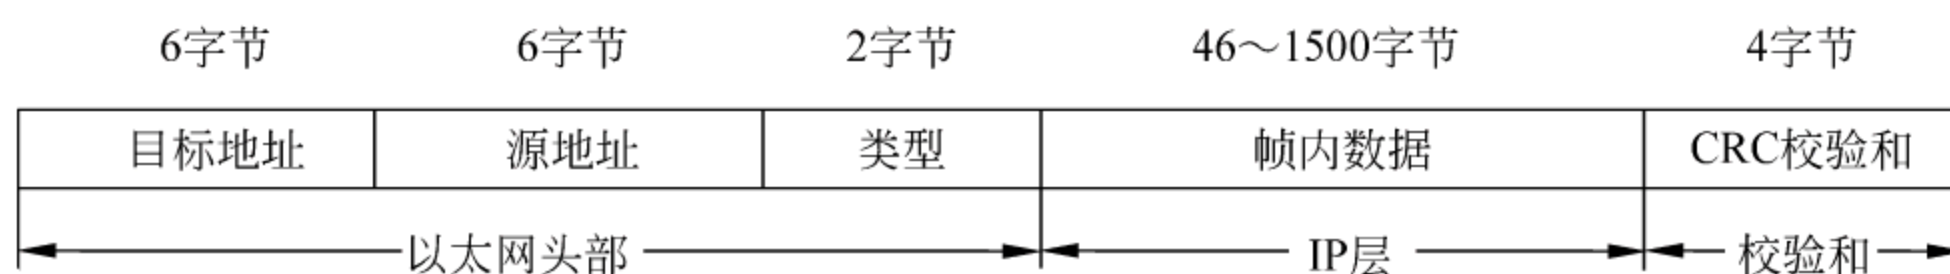 6字节 6字节 2字节 46～1500字节 4字节
目标地址 源地址 类型 帧内数据 CRC校验和
以太网头部 IP层 校验和